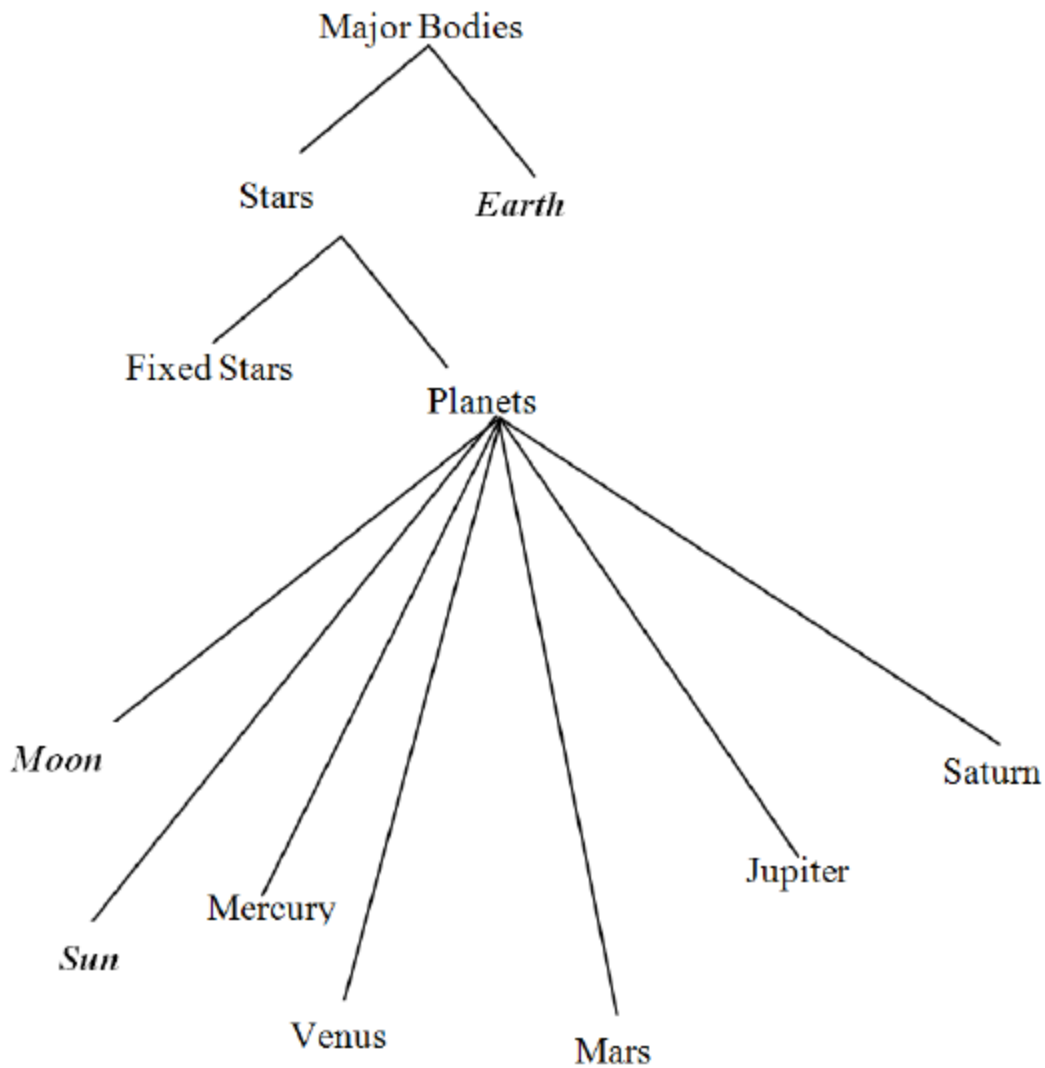 Major Bodies
Stars
Earth
Fixed Stars
Planets
Moon
Saturn
Jupiter
Mercury
Sun
Venus
Mars